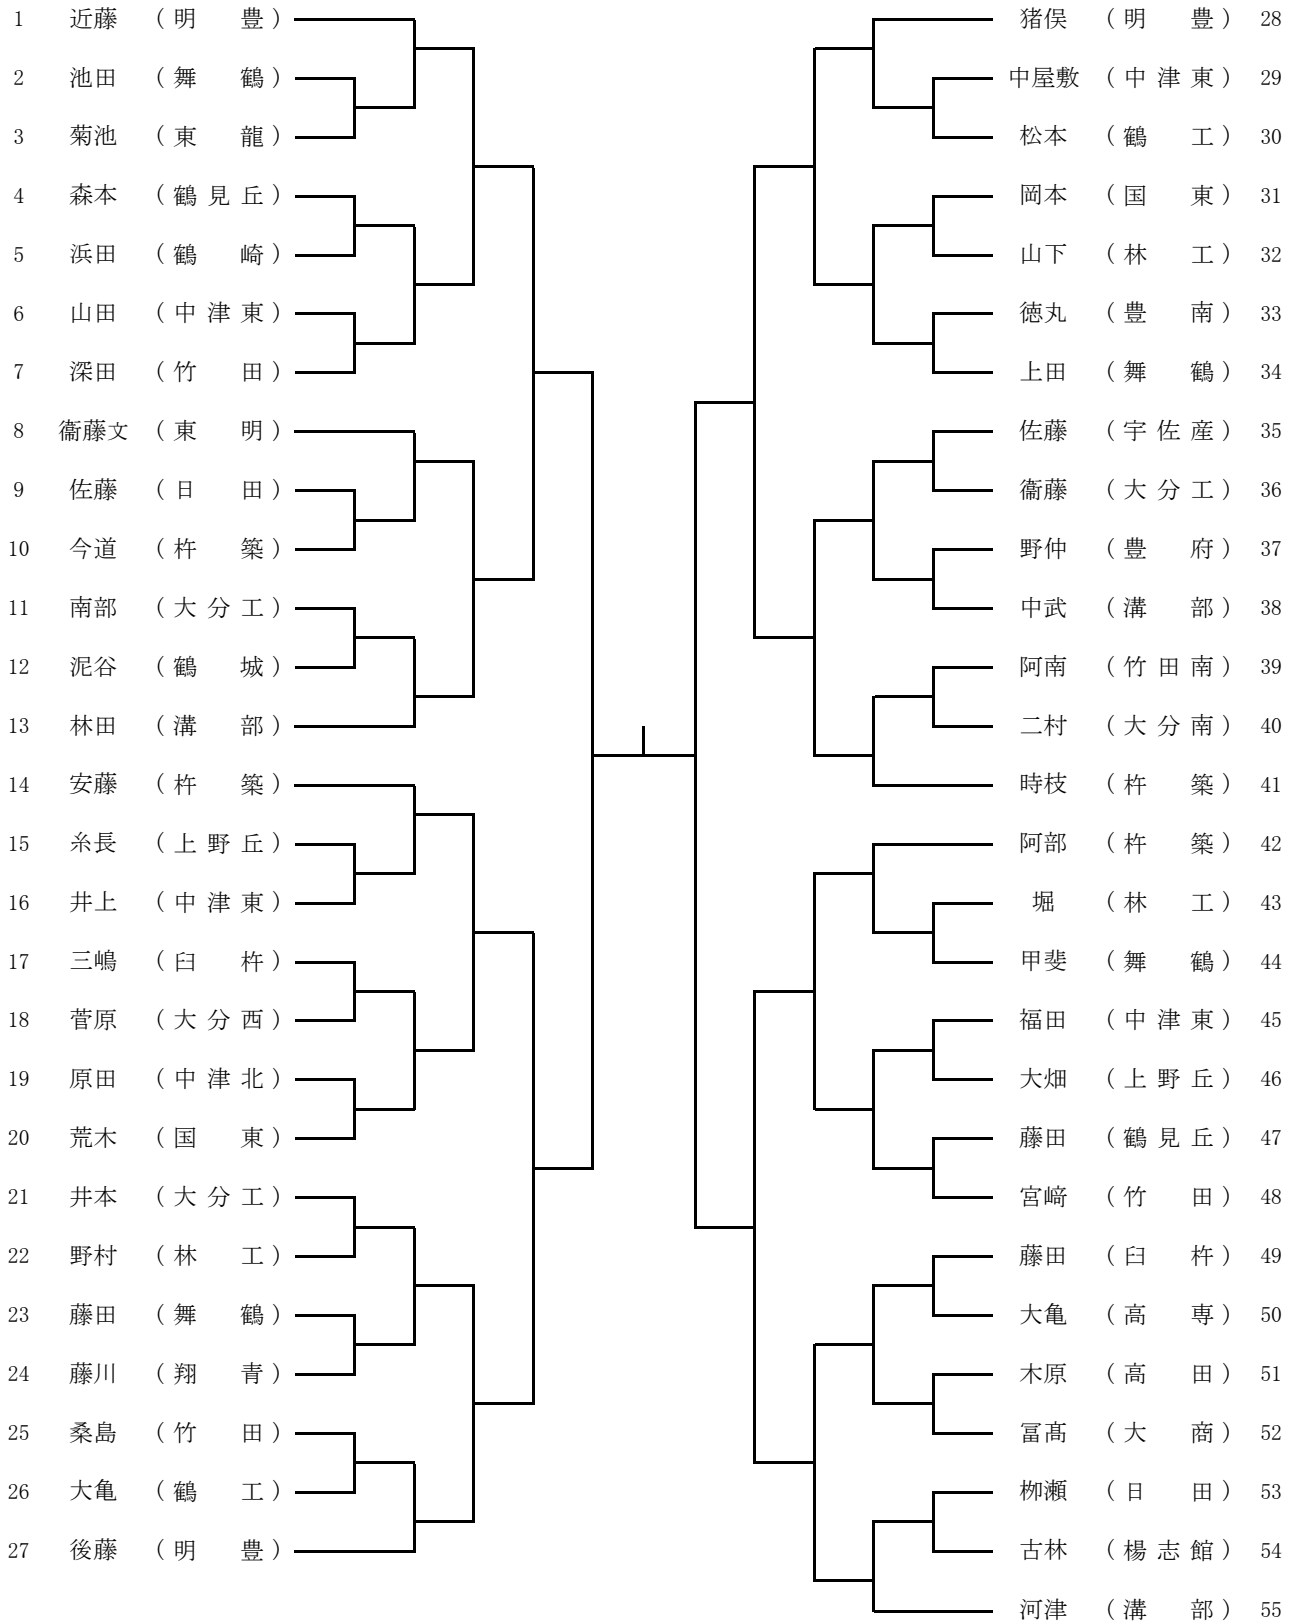 1 近藤 （明 豊）
2 池田 （舞 鶴）
3 菊池 （東 龍）
4 森本 （鶴見丘）
5 浜田 （鶴 崎）
6 山田 （中津東）
7 深田 （竹 田）
8 衞藤文 （東 明）
9 佐藤 （日 田）
10 今道 （杵 築）
11 南部 （大分工）
12 泥谷 （鶴 城）
13 林田 （溝 部）
14 安藤 （杵 築）
15 糸長 （上野丘）
16 井上 （中津東）
17 三嶋 （臼 杵）
18 菅原 （大分西）
19 原田 （中津北）
20 荒木 （国 東）
21 井本 （大分工）
22 野村 （林 工）
23 藤田 （舞 鶴）
24 藤川 （翔 青）
25 桑島 （竹 田）
26 大亀 （鶴 工）
27 後藤 （明 豊）
猪俣 （明 豊） 28
中屋敷 （中津東） 29
松本 （鶴 工） 30
岡本 （国 東） 31
山下 （林 工） 32
徳丸 （豊 南） 33
上田 （舞 鶴） 34
佐藤 （宇佐産） 35
衞藤 （大分工） 36
野仲 （豊 府） 37
中武 （溝 部） 38
阿南 （竹田南） 39
二村 （大分南） 40
時枝 （杵 築） 41
阿部 （杵 築） 42
堀 （林 工） 43
甲斐 （舞 鶴） 44
福田 （中津東） 45
大畑 （上野丘） 46
藤田 （鶴見丘） 47
宮﨑 （竹 田） 48
藤田 （臼 杵） 49
大亀 （高 専） 50
木原 （高 田） 51
冨髙 （大 商） 52
栁瀬 （日 田） 53
古林 （楊志館） 54
河津 （溝 部） 55